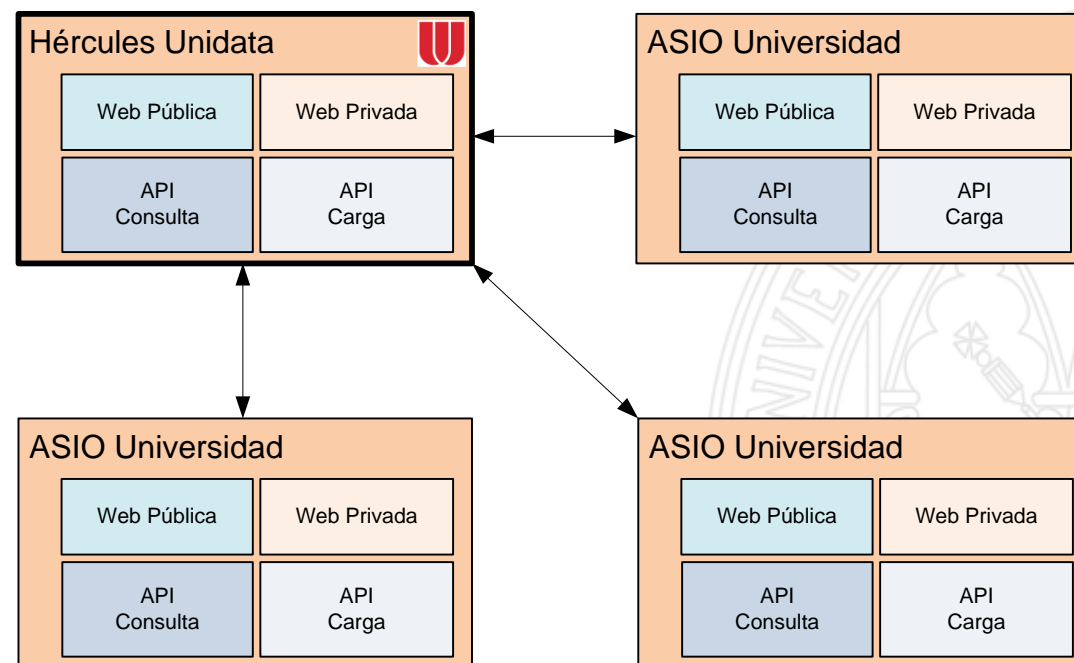 Hércules Unidata
Web Pública
Web Privada
API
Consulta
API
Carga
ASIO Universidad
Web Pública
Web Privada
API
Consulta
API
Carga
ASIO Universidad
Web Pública
Web Privada
API
Consulta
API
Carga
ASIO Universidad
Web Pública
Web Privada
API
Consulta
API
Carga